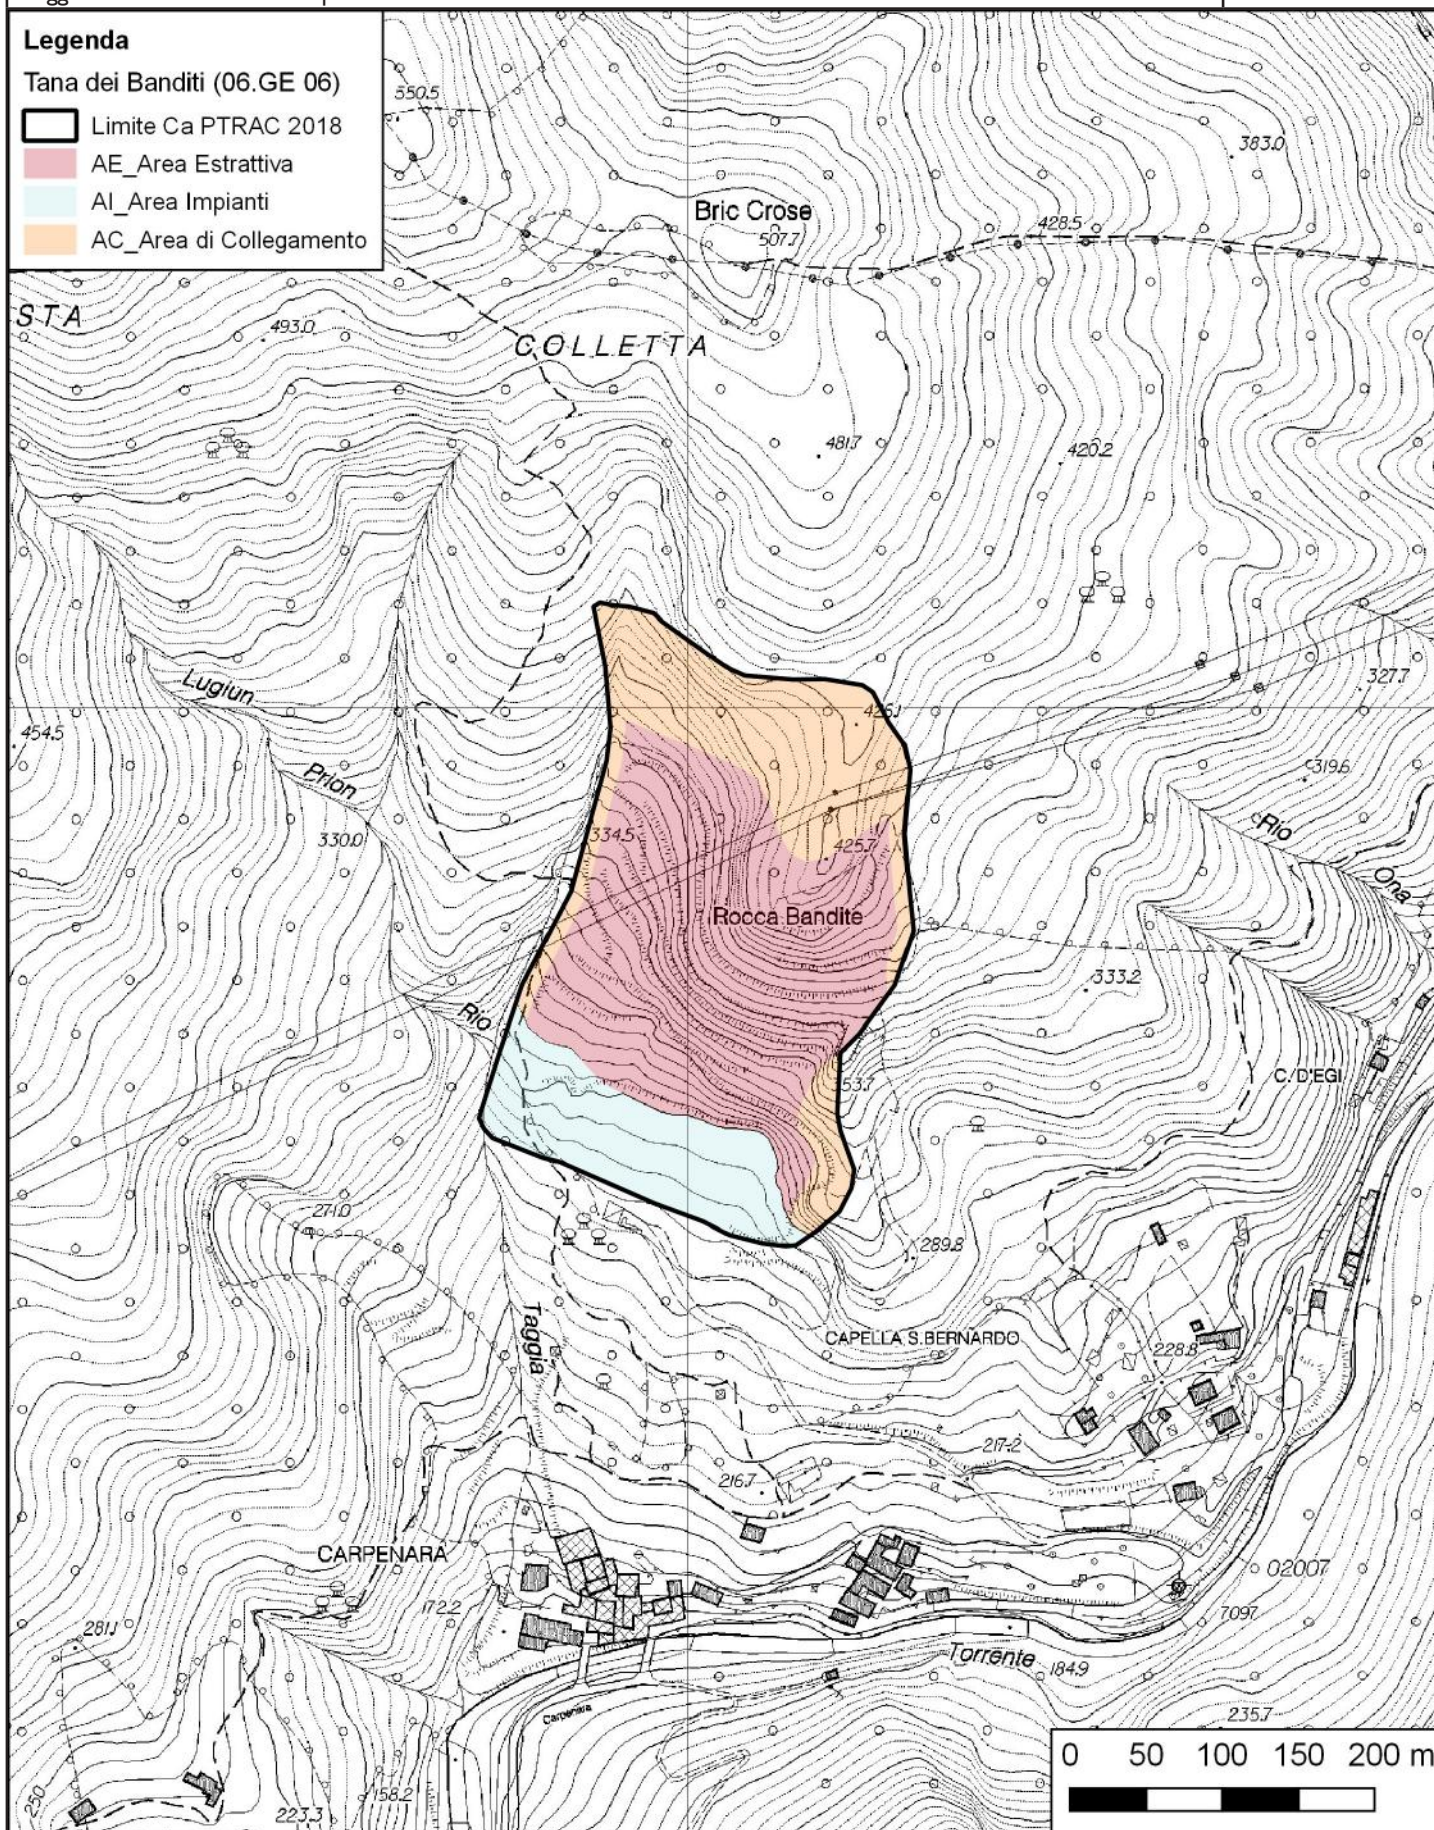 Legenda
Tana dei Banditi (06.GE 06)
Limite Ca PTRAC 2018
AE_Area Estrattiva
AI_Area Impianti
AC_Area di Collegamento
550.5
383.0
Bric Crose
507.7
428.5
STA
493.0
COLLETTA
481.7
420.2
Lugiun
327.7
426.1
454.5
Prion
319.6
334.5
330.0
425.7
Rio
Ona
Rocca Bandite
333.2
Rio
353.7
C. D'EGI
271.0
289.8
Taggia
CAPELLA S.BERNARDO
228.8
217.2
216.7
CARPENARA
02007
172.2
7097
281.1
Torrente
184.9
Carpenara
235.7
158.2
250
223.3
0 50 100 150 200 m